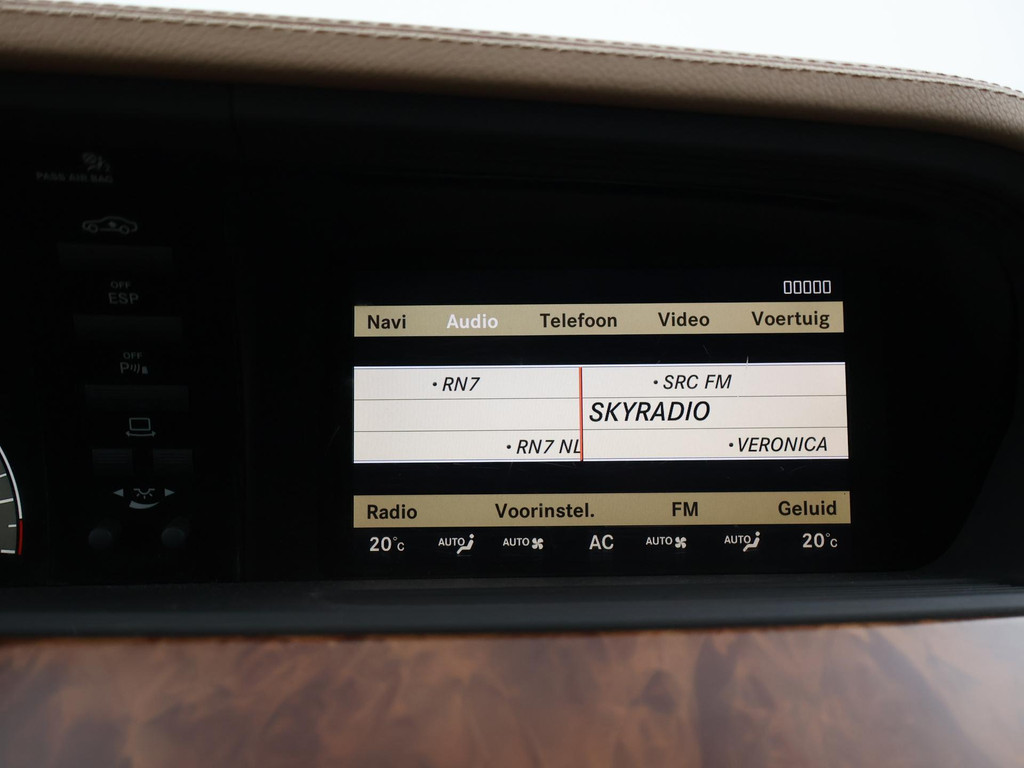 PASS AIR BAG
OFF
ESP
OFF
P
Navi Audio Telefoon Video Voertuig
• RN7 • SRC FM
SKYRADIO
• RN7 NL • VERONICA
Radio Voorinstel. FM Geluid
20°C AUTO AUTO AC AUTO AUTO 20°C